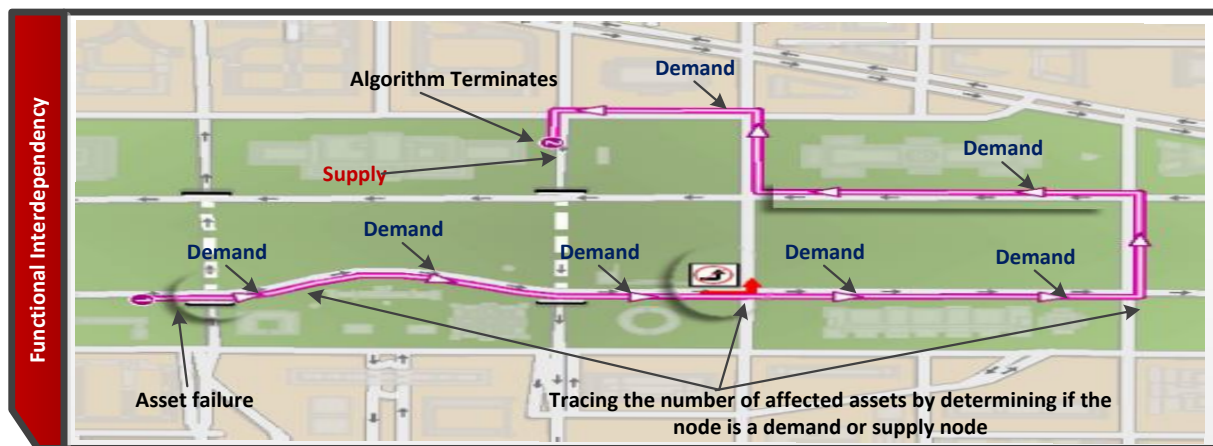 Functional Interdependency
Demand
Algorithm Terminates
Demand
Supply
Demand
Demand
Demand
Demand
Demand
Asset failure
Tracing the number of affected assets by determining if the
node is a demand or supply node